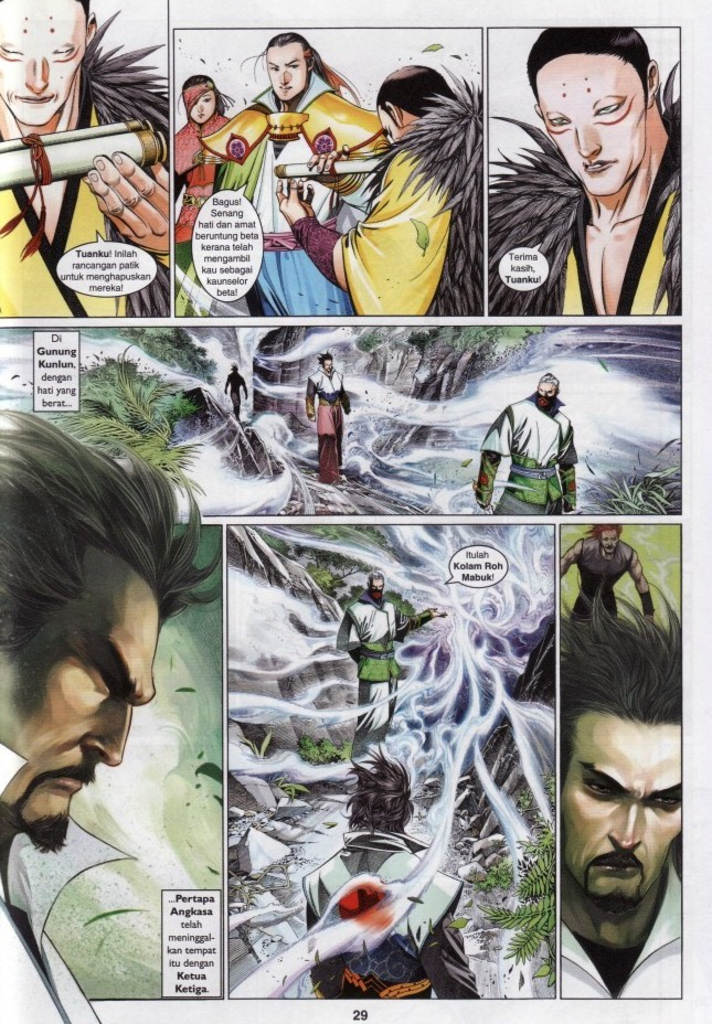 Tuanku! Inilah
rancangan patik
untuk menghapuskan
mereka!
Bagus!
Senang
hati dan amat
beruntung beta
kerana telah
mengambil
kau sebagai
kaunselor
beta!
Terima
kasih,
Tuanku!
Di
Gunung
Kunlun,
dengan
hati yang
berat...
...Pertapa
Angkasa
telah
meninggal-
kan tempat
itu dengan
Ketua
Ketiga.
Itulah
Kolam Roh
Mabuk!
29